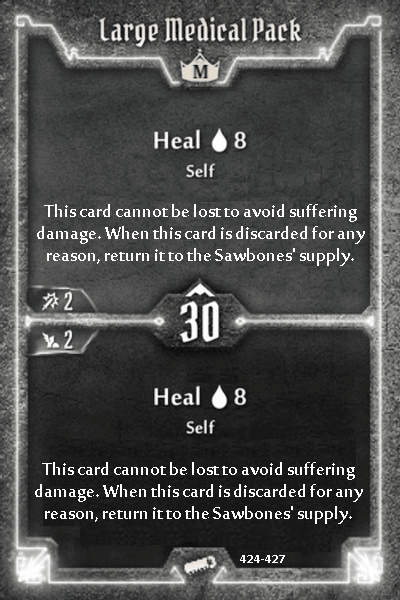 Large Medical Pack
M
Heal 8
Self
This card cannot be lost to avoid suffering
damage. When this card is discarded for any
reason, return it to the Sawbones' supply.
2
30
2
Heal 8
Self
This card cannot be lost to avoid suffering
damage. When this card is discarded for any
reason, return it to the Sawbones' supply.
424-427